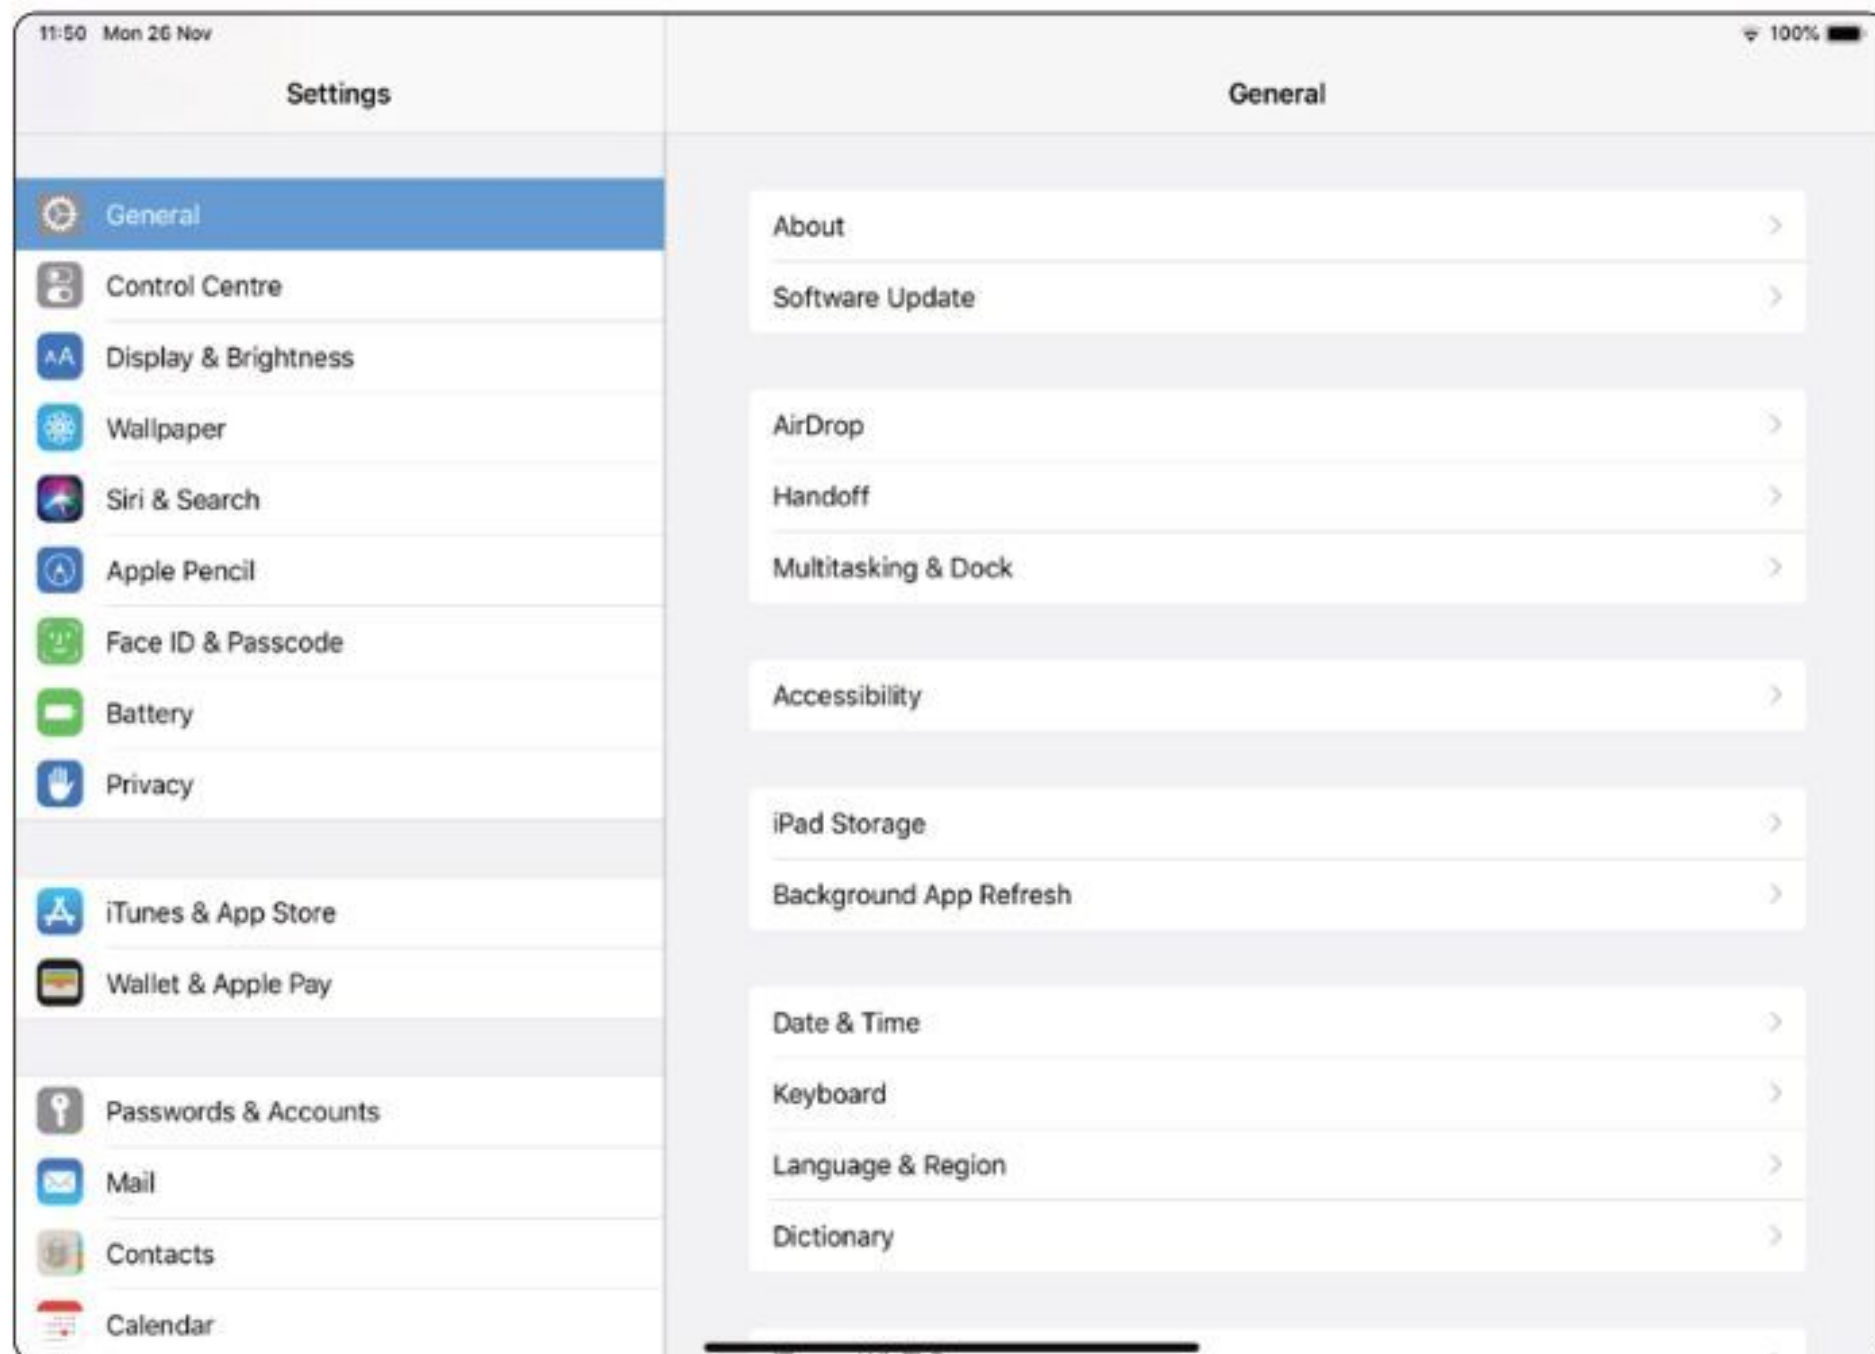 11:50 Mon 26 Nov
100%
Settings
General
General
Control Centre
Display & Brightness
Wallpaper
Siri & Search
Apple Pencil
Face ID & Passcode
Battery
Privacy
iTunes & App Store
Wallet & Apple Pay
Passwords & Accounts
Mail
Contacts
Calendar
About
Software Update
AirDrop
Handoff
Multitasking & Dock
Accessibility
iPad Storage
Background App Refresh
Date & Time
Keyboard
Language & Region
Dictionary